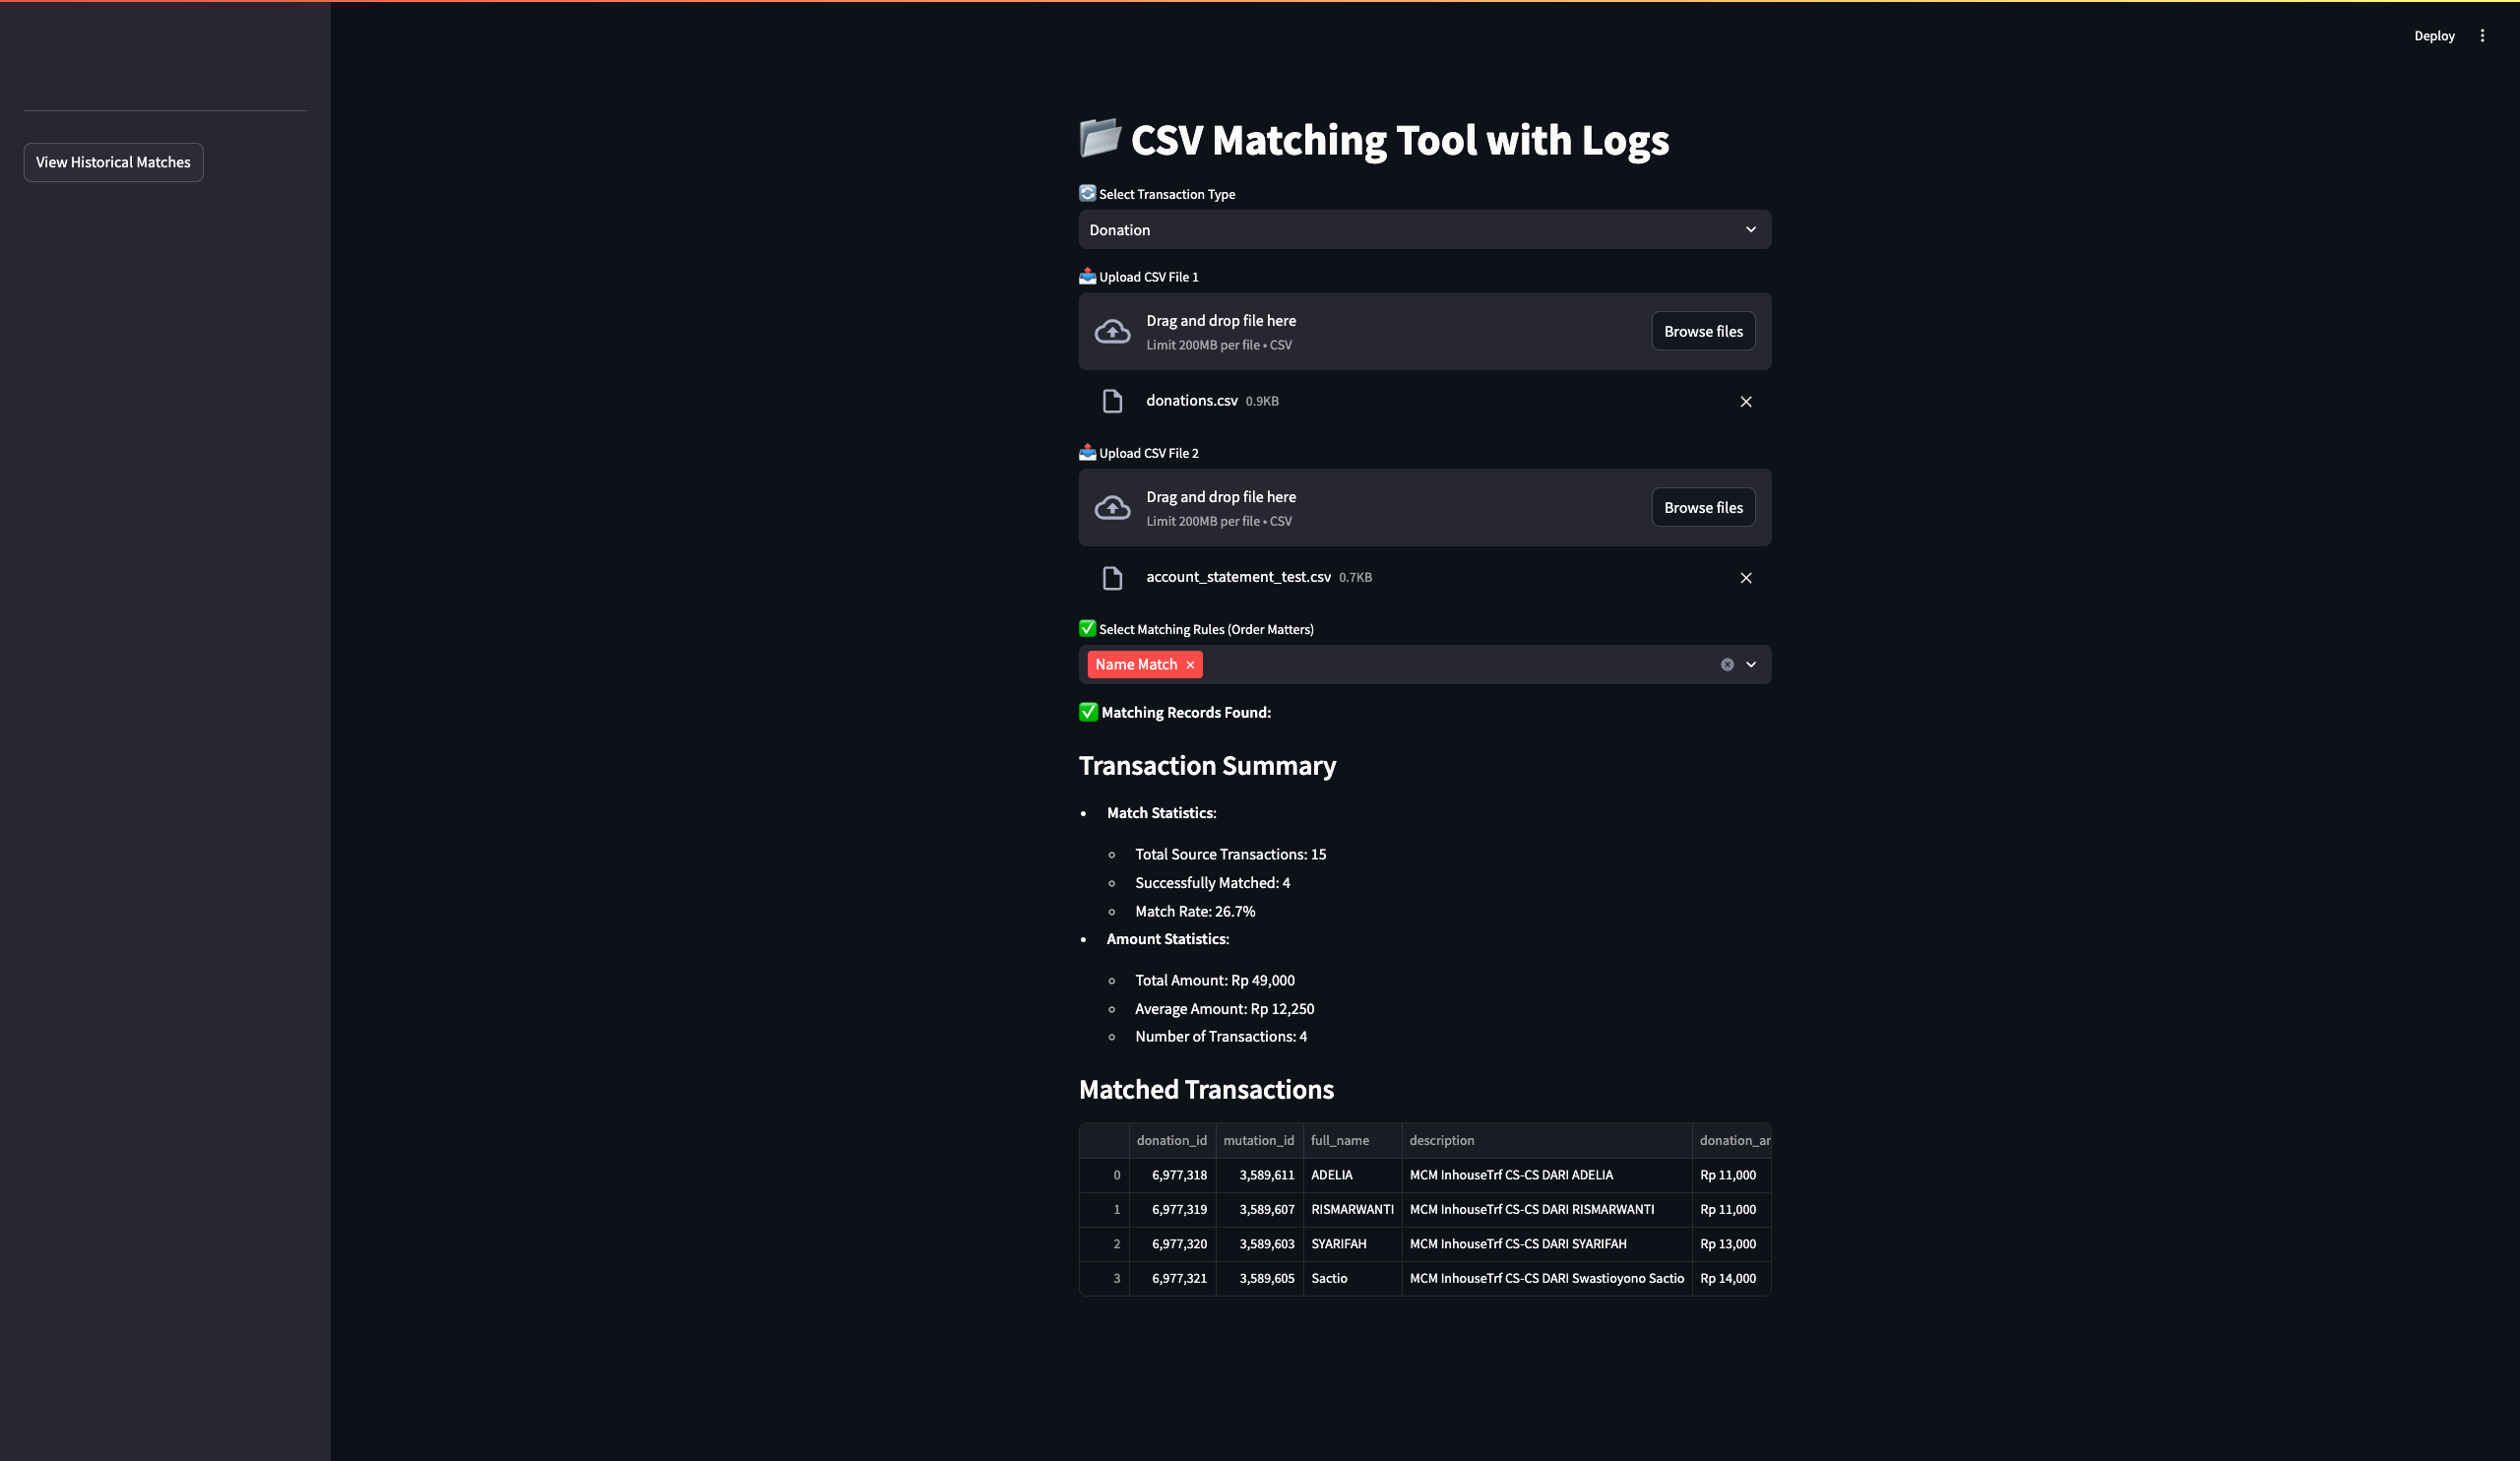 Deploy
View Historical Matches
CSV Matching Tool with Logs
Select Transaction Type
Donation
Upload CSV File 1
Drag and drop file here
Limit 200MB per file • CSV
Browse files
donations.csv 0.9KB
Upload CSV File 2
Drag and drop file here
Limit 200MB per file • CSV
Browse files
account_statement_test.csv 0.7KB
Select Matching Rules (Order Matters)
Name Match
Matching Records Found:
Transaction Summary
Match Statistics:
Total Source Transactions: 15
Successfully Matched: 4
Match Rate: 26.7%
Amount Statistics:
Total Amount: Rp 49,000
Average Amount: Rp 12,250
Number of Transactions: 4
Matched Transactions
donation_id mutation_id full_name description donation_ar
0 6,977,318 3,589,611 ADELIA MCM InhouseTrf CS-CS DARI ADELIA Rp 11,000
1 6,977,319 3,589,607 RISMARWANTI MCM InhouseTrf CS-CS DARI RISMARWANTI Rp 11,000
2 6,977,320 3,589,603 SYARIFAH MCM InhouseTrf CS-CS DARI SYARIFAH Rp 13,000
3 6,977,321 3,589,605 Sactio MCM InhouseTrf CS-CS DARI Swastioyono Sactio Rp 14,000